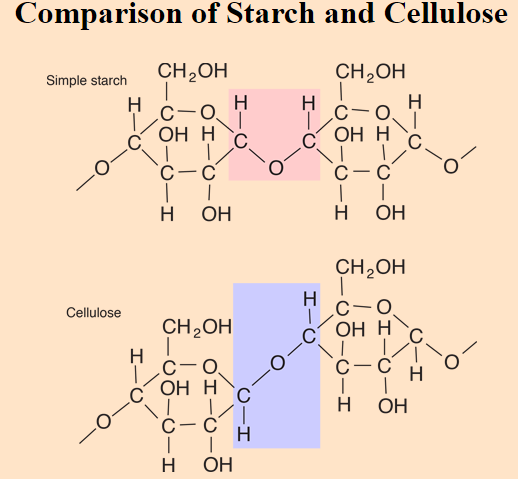 Comparison of Starch and Cellulose
Simple starch
CH₂OH CH₂OH
H C O H H C O H
C OH H C C OH H C
O C C O C C O
H OH H OH
CH₂OH
Cellulose
H C O
CH₂OH C OH H C
H C O O C C H O
C OH H C H OH
O C C H
H OH